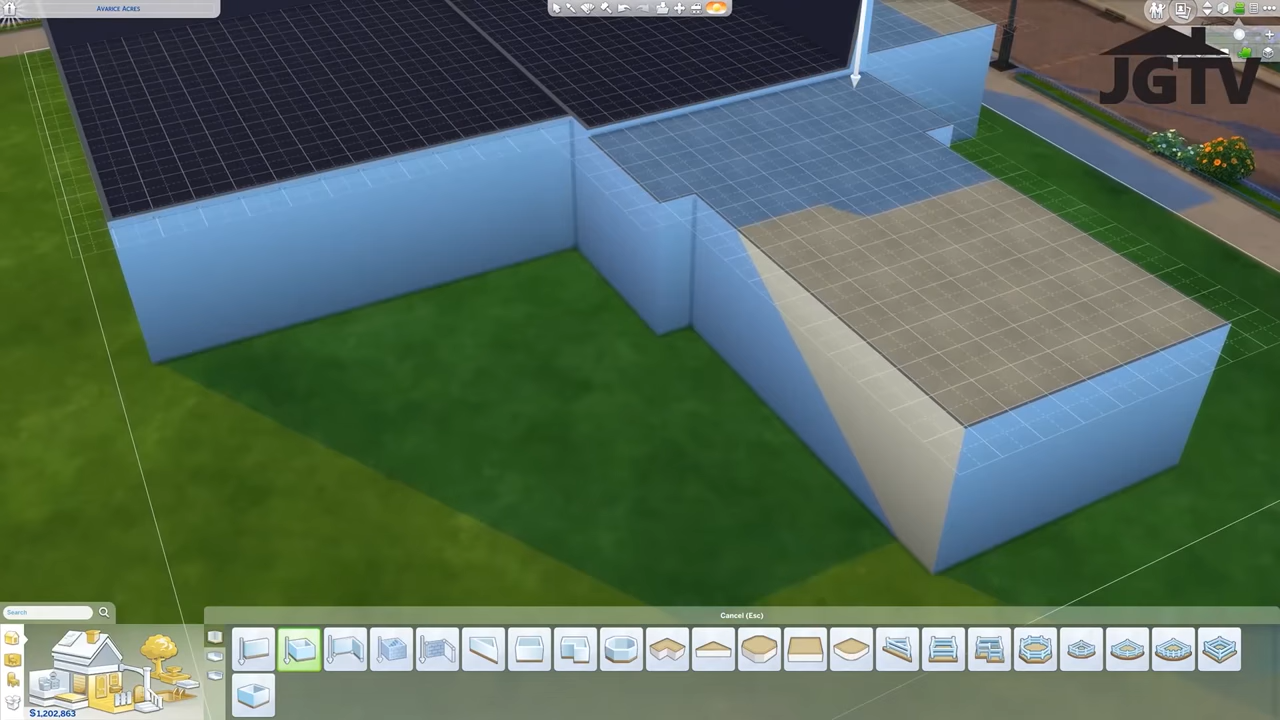 AVARICE ACRES
JGTV
Cancel (Esc)
Search
$1,202,863